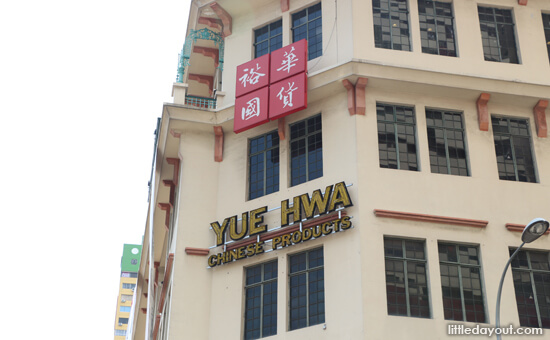 裕華
國貨
YUE HWA
CHINESE PRODUCTS
littledayout.com